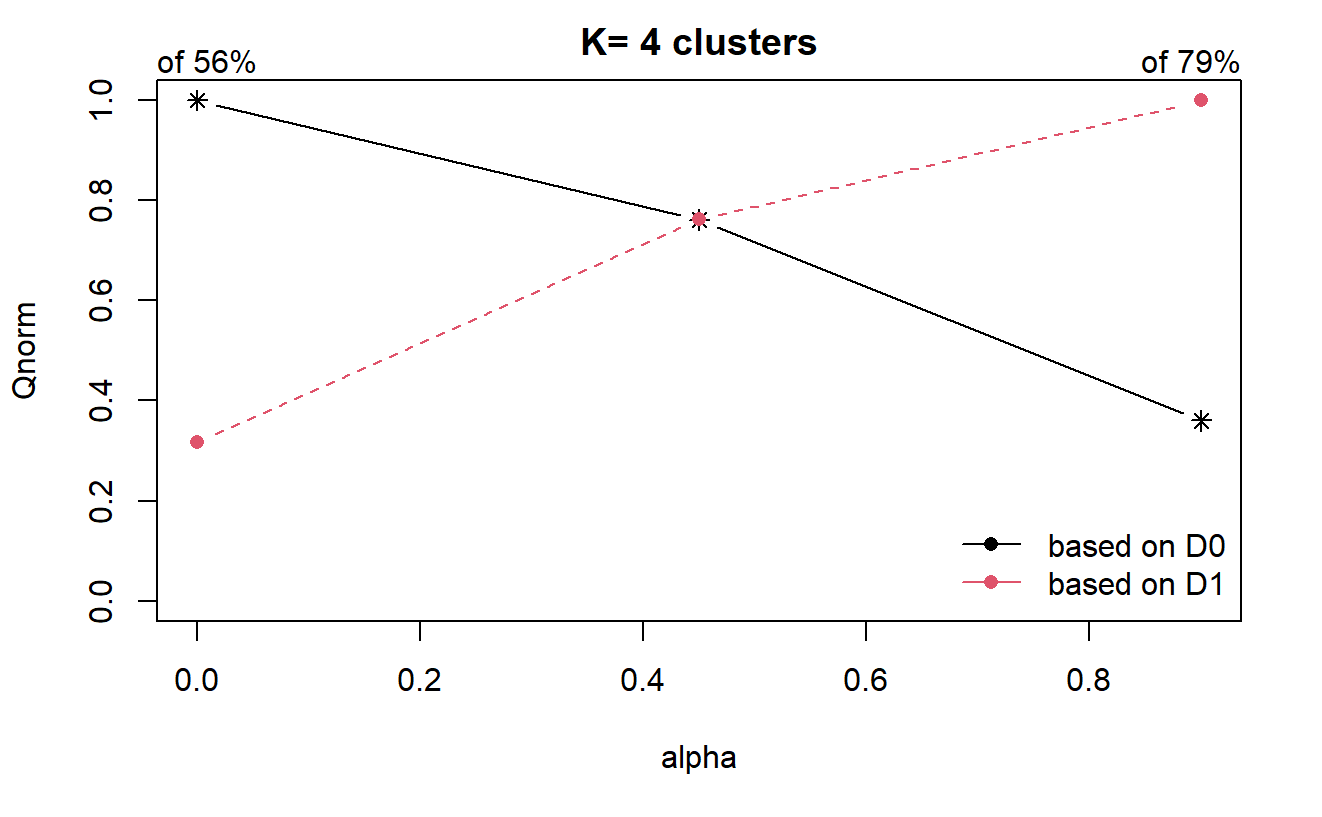 K= 4 clusters
of 56%
of 79%
Qnorm
1.0
0.8
0.6
0.4
0.2
0.0
based on D0
based on D1
0.0 0.2 0.4 0.6 0.8
alpha